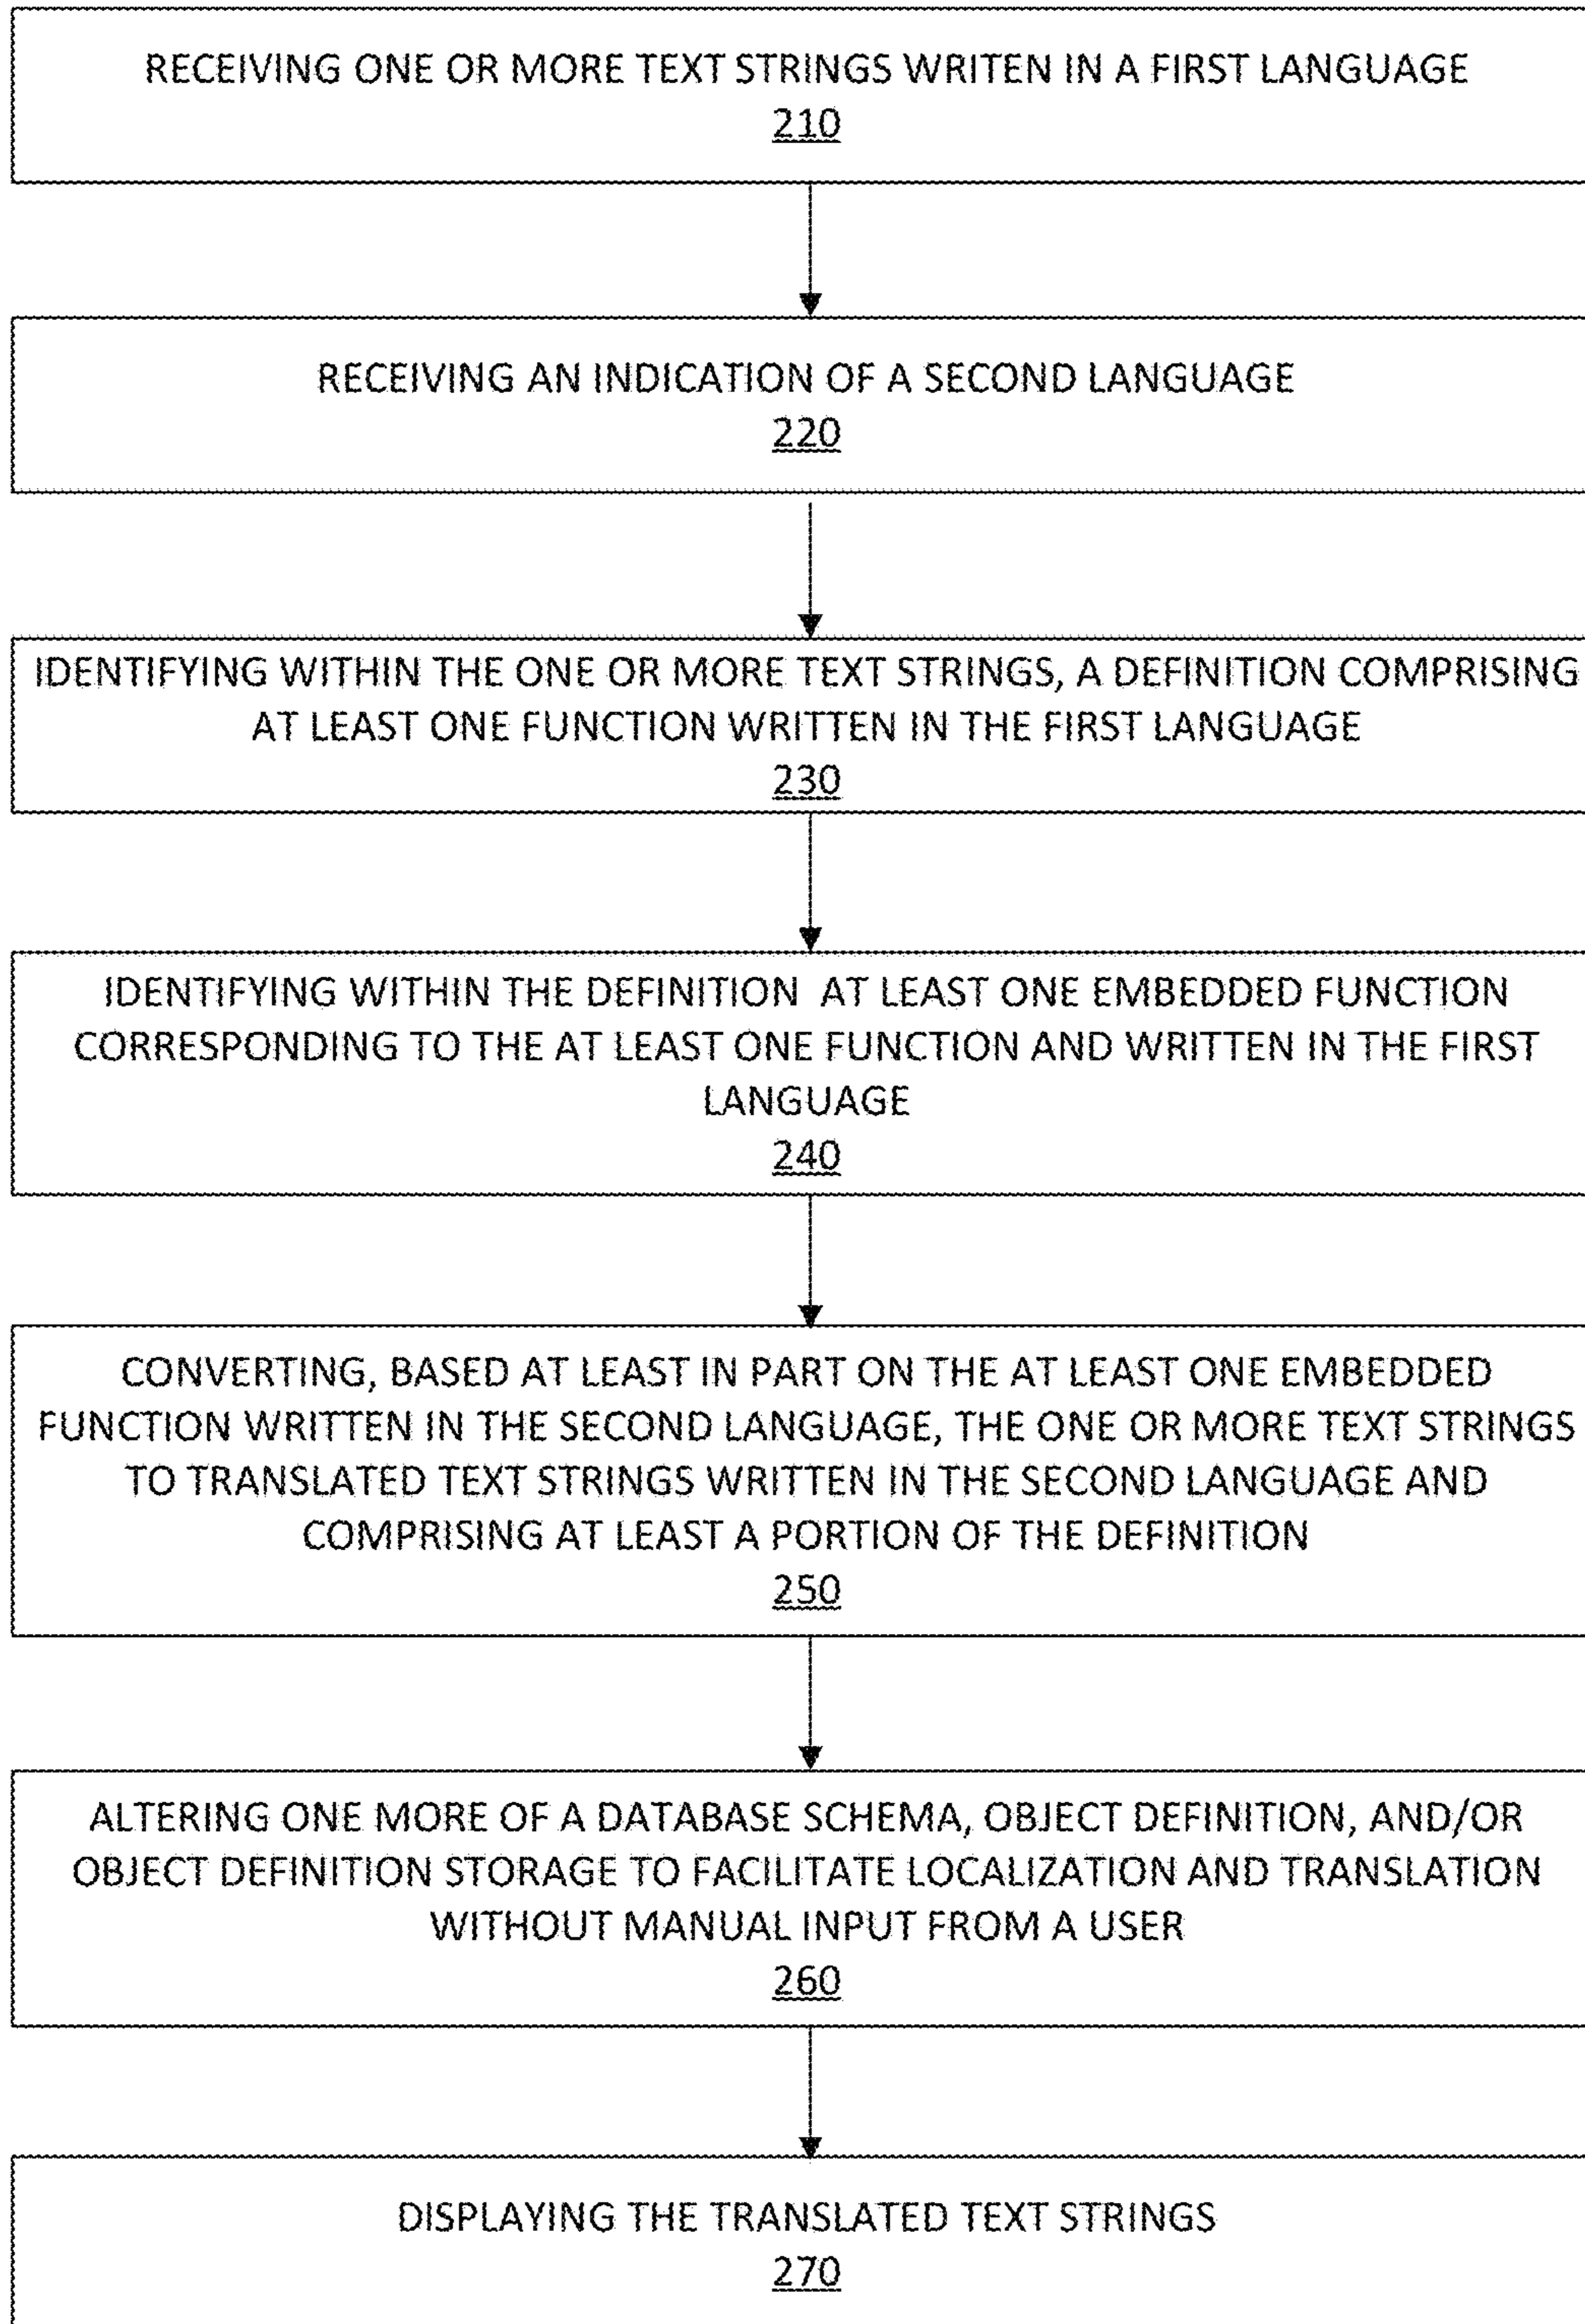 RECEIVING ONE OR MORE TEXT STRINGS WRITEN IN A FIRST LANGUAGE
210
RECEIVING AN INDICATION OF A SECOND LANGUAGE
220
IDENTIFYING WITHIN THE ONE OR MORE TEXT STRINGS, A DEFINITION COMPRISING
AT LEAST ONE FUNCTION WRITTEN IN THE FIRST LANGUAGE
230
IDENTIFYING WITHIN THE DEFINITION AT LEAST ONE EMBEDDED FUNCTION
CORRESPONDING TO THE AT LEAST ONE FUNCTION AND WRITTEN IN THE FIRST
LANGUAGE
240
CONVERTING, BASED AT LEAST IN PART ON THE AT LEAST ONE EMBEDDED
FUNCTION WRITTEN IN THE SECOND LANGUAGE, THE ONE OR MORE TEXT STRINGS
TO TRANSLATED TEXT STRINGS WRITTEN IN THE SECOND LANGUAGE AND
COMPRISING AT LEAST A PORTION OF THE DEFINITION
250
ALTERING ONE MORE OF A DATABASE SCHEMA, OBJECT DEFINITION, AND/OR
OBJECT DEFINITION STORAGE TO FACILITATE LOCALIZATION AND TRANSLATION
WITHOUT MANUAL INPUT FROM A USER
260
DISPLAYING THE TRANSLATED TEXT STRINGS
270